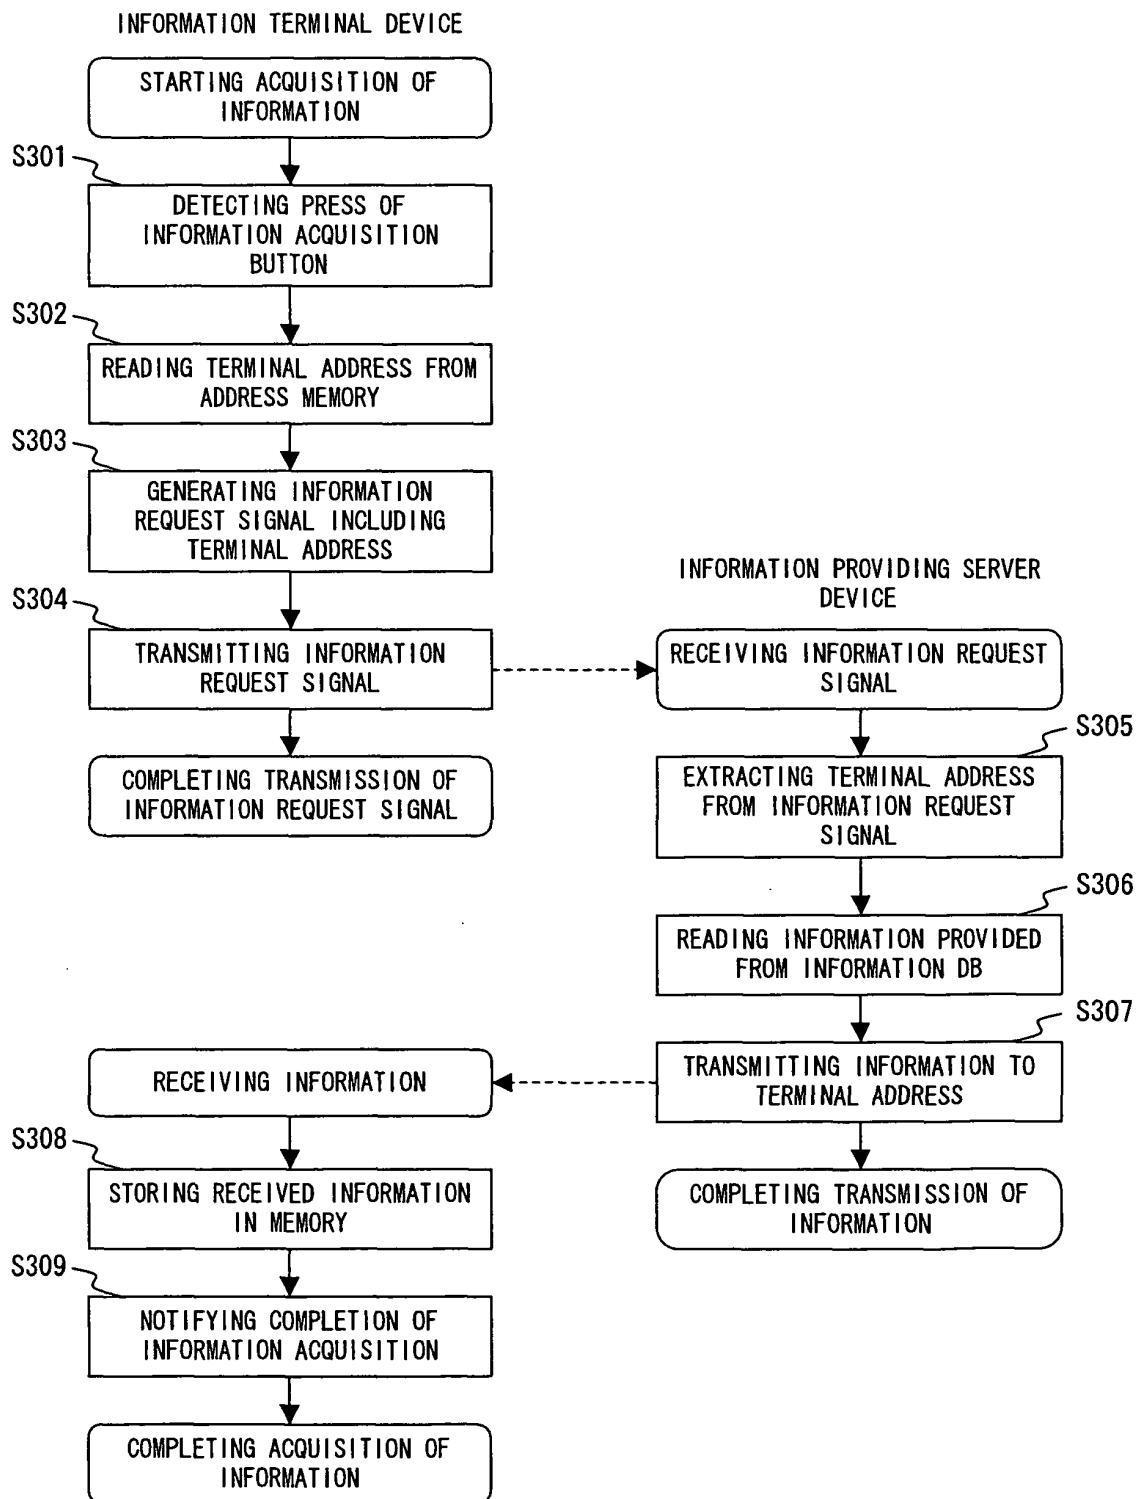 INFORMATION TERMINAL DEVICE
STARTING ACQUISITION OF
INFORMATION
S301
DETECTING PRESS OF
INFORMATION ACQUISITION
BUTTON
S302
READING TERMINAL ADDRESS FROM
ADDRESS MEMORY
S303
GENERATING INFORMATION
REQUEST SIGNAL INCLUDING
TERMINAL ADDRESS
S304
TRANSMITTING INFORMATION
REQUEST SIGNAL
COMPLETING TRANSMISSION OF
INFORMATION REQUEST SIGNAL
INFORMATION PROVIDING SERVER
DEVICE
RECEIVING INFORMATION REQUEST
SIGNAL
S305
EXTRACTING TERMINAL ADDRESS
FROM INFORMATION REQUEST
SIGNAL
S306
READING INFORMATION PROVIDED
FROM INFORMATION DB
S307
TRANSMITTING INFORMATION TO
TERMINAL ADDRESS
COMPLETING TRANSMISSION OF
INFORMATION
RECEIVING INFORMATION
S308
STORING RECEIVED INFORMATION
IN MEMORY
S309
NOTIFYING COMPLETION OF
INFORMATION ACQUISITION
COMPLETING ACQUISITION OF
INFORMATION